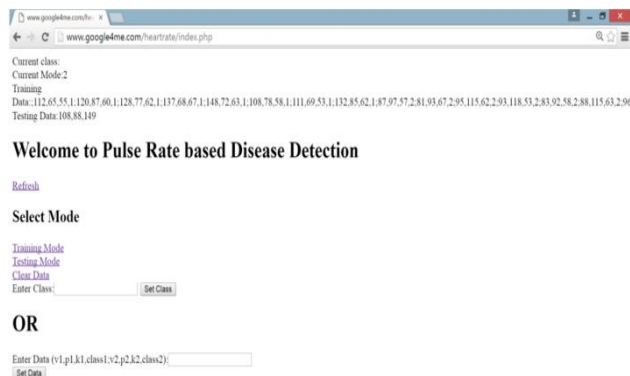 www.google4me.com/he
www.google4me.com/heartrate/index.php
Current class:
Current Mode:2
Training
Data:;112,65,55,1;120,87,60,1;128,77,62,1;137,68,67,1;148,72,63,1;108,78,58,1;111,69,53,1;132,85,62,1;87,97,57,2;81,93,67,2;95,115,62,2;93,118,53,2;83,92,58,2;88,115,63,2;96
Testing Data:108,88,149
Welcome to Pulse Rate based Disease Detection
Refresh
Select Mode
Training Mode
Testing Mode
Clear Data
Enter Class:
Set Class
OR
Enter Data (v1,p1,k1,class1;v2,p2,k2,class2):
Set Data